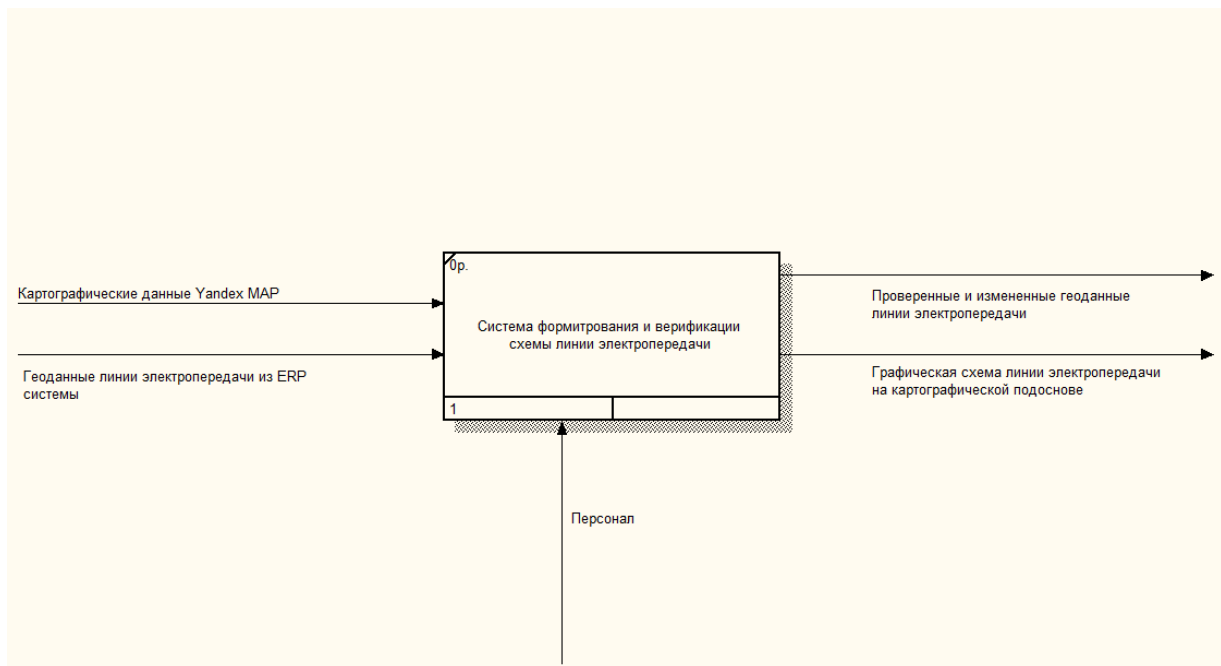 0р.
Картографические данные Yandex MAP
Проверенные и измененные геоданные
линии электропередачи
Система формитрования и верификации
схемы линии электропередачи
Геоданные линии электропередачи из ERP
системы
Графическая схема линии электропередачи
на картографической подоснове
1
Персонал